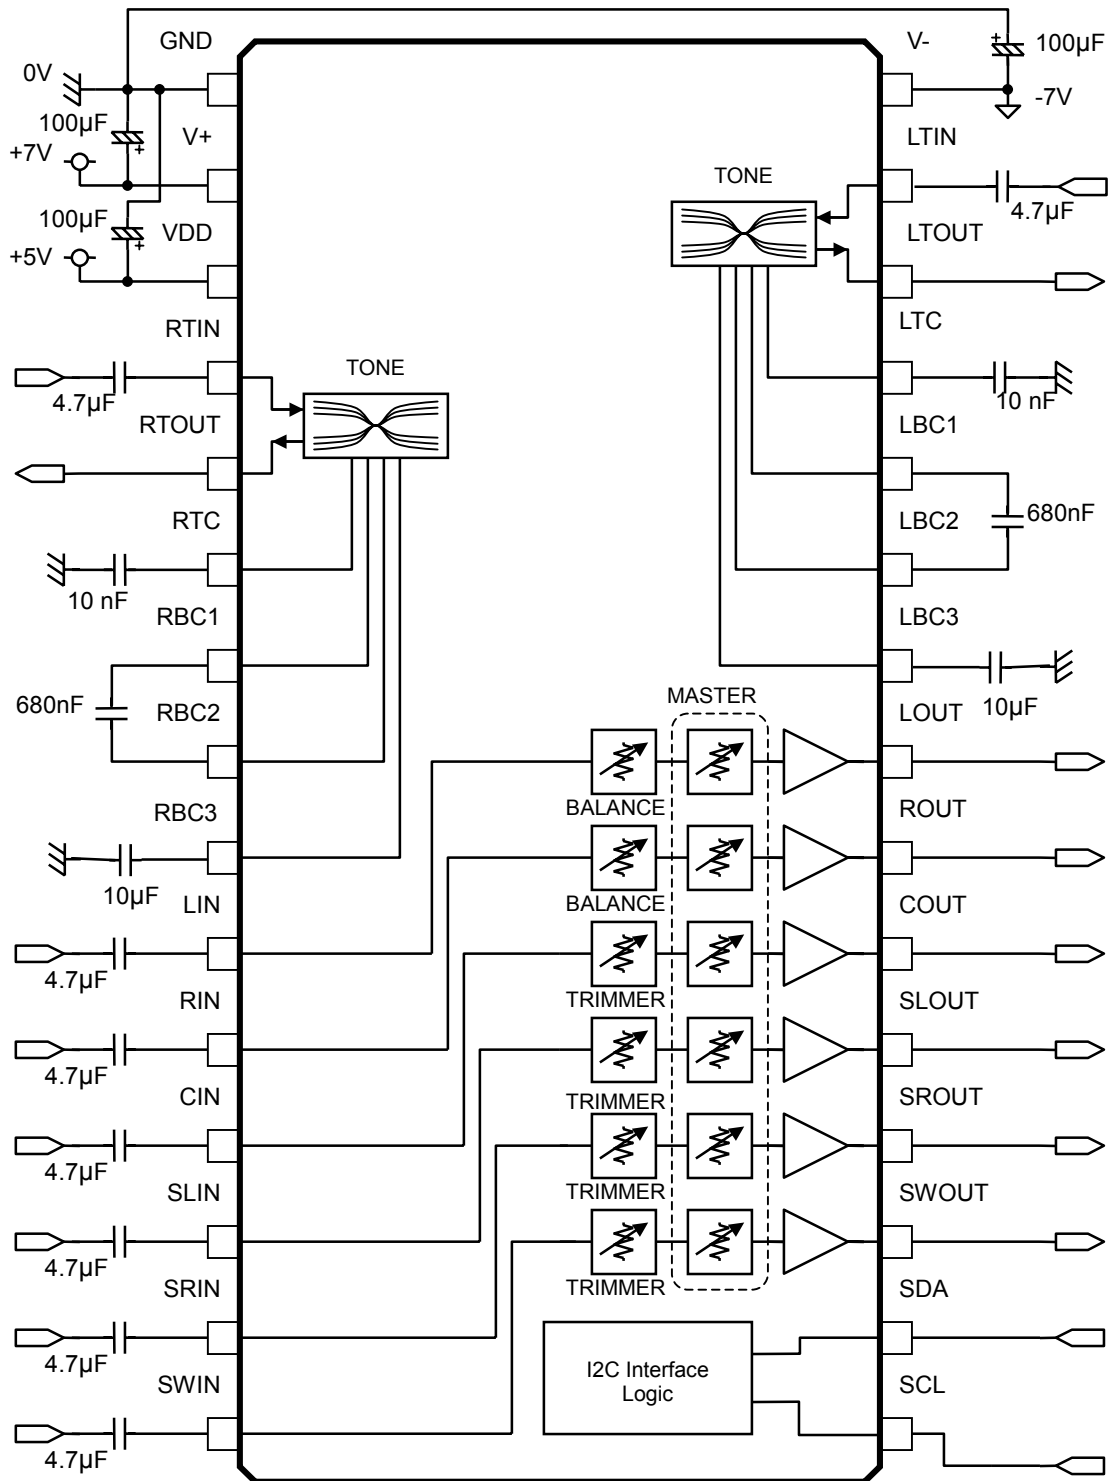 GND
V-
100µF
0V
-7V
100µF
V+
LTIN
+7V
TONE
4.7µF
100µF
VDD
LTOUT
+5V
RTIN
LTC
TONE
4.7µF
10 nF
RTOUT
LBC1
RTC
LBC2
680nF
10 nF
RBC1
LBC3
MASTER
680nF
RBC2
LOUT
10µF
BALANCE
RBC3
ROUT
10µF
LIN
BALANCE
COUT
4.7µF
RIN
TRIMMER
SLOUT
4.7µF
CIN
TRIMMER
SROUT
4.7µF
SLIN
TRIMMER
SWOUT
4.7µF
SRIN
TRIMMER
SDA
4.7µF
SWIN
I2C Interface
Logic
SCL
4.7µF